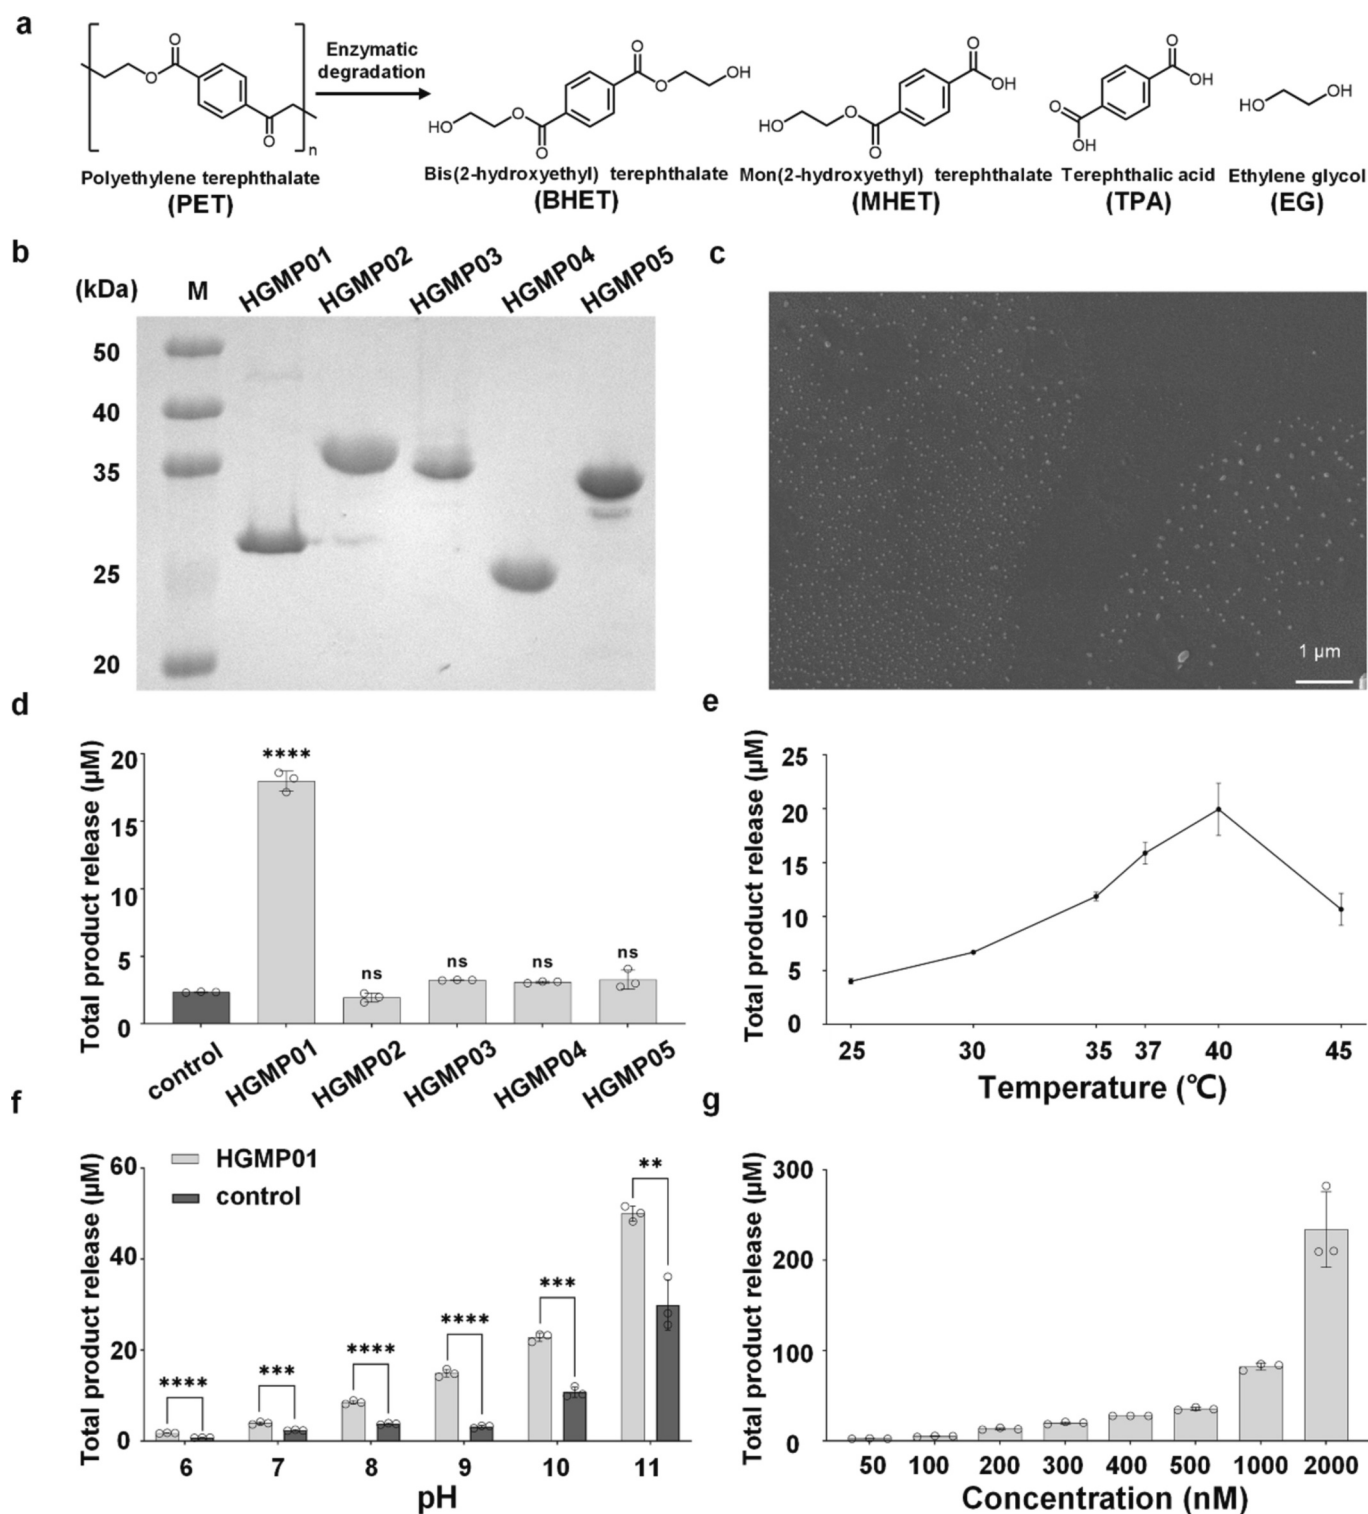 a
O
O
O
O
n
Enzymatic
degradation
O
O
OH
HO
O
O
O
OH
HO
O
O
O
OH
O
OH
OH
HO
Polyethylene terephthalate
(PET)
Bis(2-hydroxyethyl) terephthalate
(BHET)
Mon(2-hydroxyethyl) terephthalate
(MHET)
Terephthalic acid
(TPA)
Ethylene glycol
(EG)
b
(kDa)
M
HGMP01
HGMP02
HGMP03
HGMP04
HGMP05
50
40
35
25
20
c
1 μm
d
Total product release (μM)
20
15
10
5
0
****
ns
ns
ns
ns
control
HGMP01
HGMP02
HGMP03
HGMP04
HGMP05
e
Total product release (μM)
25
20
15
10
5
0
25 30 35 37 40 45
Temperature (℃)
f
Total product release (μM)
60
40
20
0
HGMP01
control
****
***
****
****
***
**
6 7 8 9 10 11
pH
g
Total product release (μM)
300
200
100
0
50 100 200 300 400 500 1000 2000
Concentration (nM)